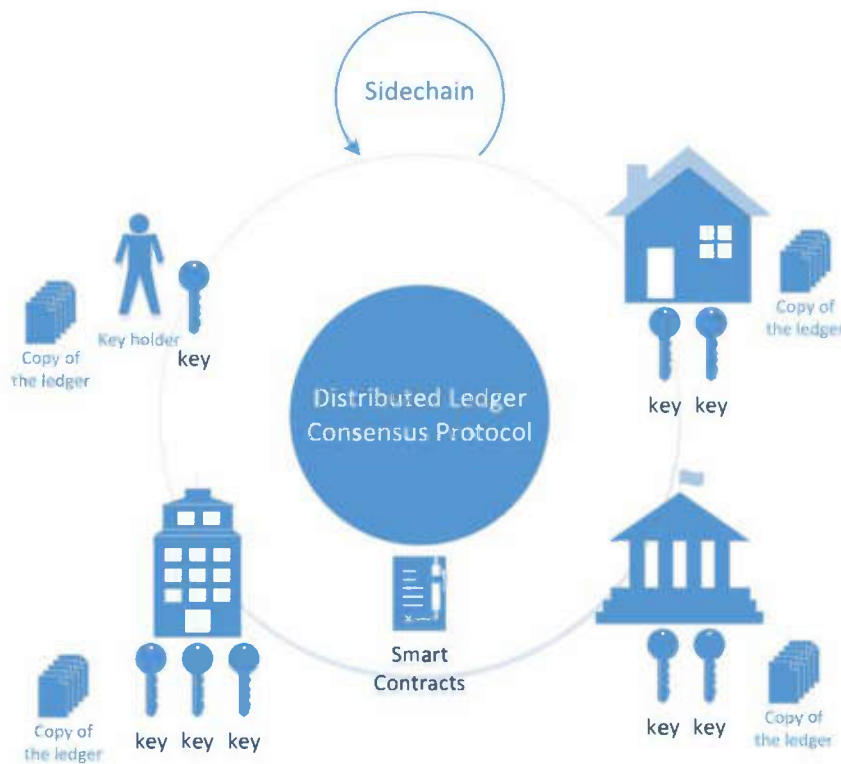 Sidechain
Copy of
the ledger
Key holder
key
Copy of
the ledger
key key
Distributed Ledger
Consensus Protocol
Smart
Contracts
Copy of
the ledger
key key key
key key
Copy of
the ledger